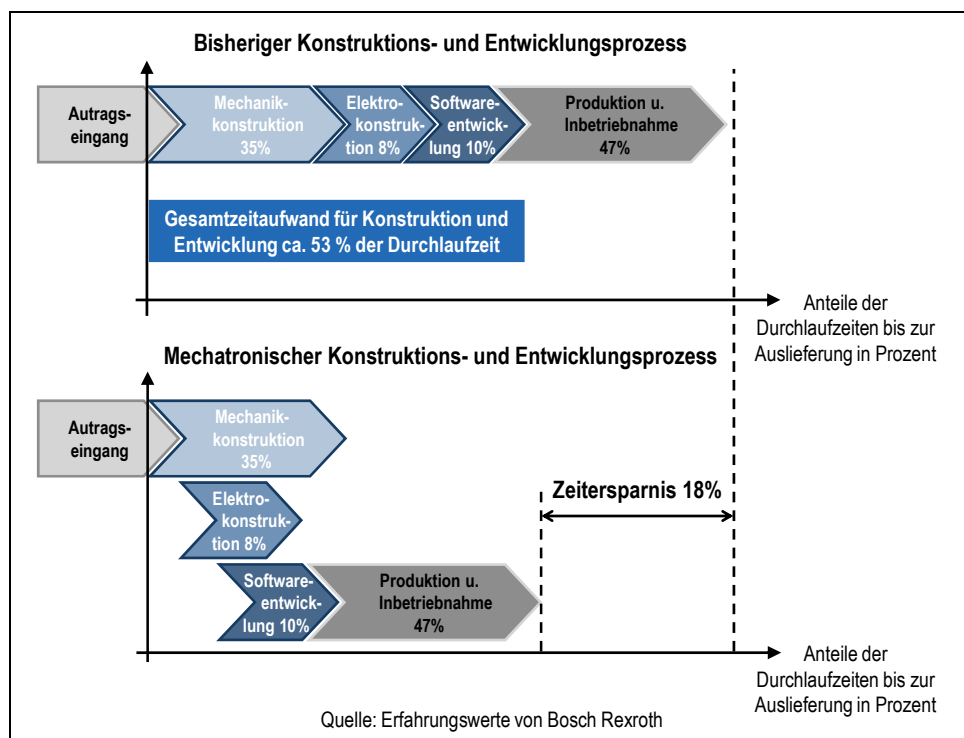 Bisheriger Konstruktions- und Entwicklungsprozess
Autrags-
eingang
Mechanik-
konstruktion
35%
Elektro-
konstruk-
tion 8%
Software-
entwick-
lung 10%
Produktion u.
Inbetriebnahme
47%
Gesamtzeitaufwand für Konstruktion und
Entwicklung ca. 53 % der Durchlaufzeit
Anteile der
Durchlaufzeiten bis zur
Auslieferung in Prozent
Mechatronischer Konstruktions- und Entwicklungsprozess
Autrags-
eingang
Mechanik-
konstruktion
35%
Elektro-
konstruk-
tion 8%
Zeitersparnis 18%
Software-
entwick-
lung 10%
Produktion u.
Inbetriebnahme
47%
Anteile der
Durchlaufzeiten bis zur
Auslieferung in Prozent
Quelle: Erfahrungswerte von Bosch Rexroth